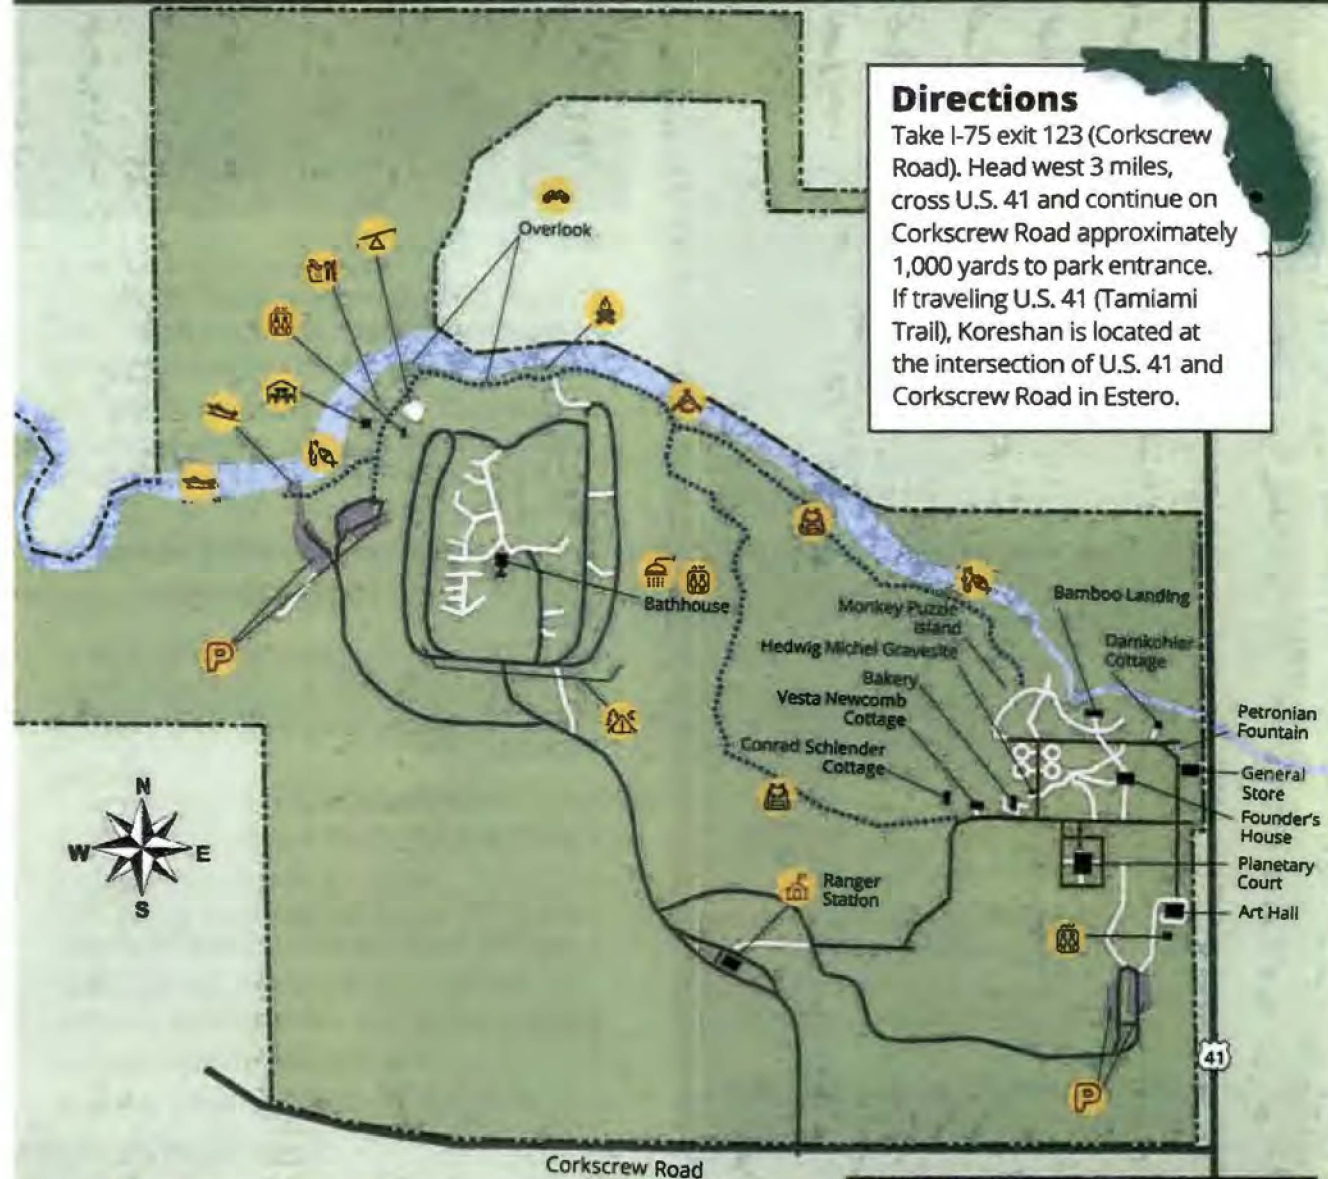 Directions
Take I-75 exit 123 (Corkscrew
Road). Head west 3 miles,
cross U.S. 41 and continue on
Corkscrew Road approximately
1,000 yards to park entrance.
If traveling U.S. 41 (Tamiami
Trail), Koreshan is located at
the intersection of U.S. 41 and
Corkscrew Road in Estero.
Overlook
Bathhouse
Monkey Puzzle
Island
Bamboo Landing
Hedwig Michel Gravesite
Damkohler
Cottage
Bakery
Vesta Newcomb
Cottage
Conrad Schlender
Cottage
Petronian
Fountain
General
Store
Founder's
House
Planetary
Court
Art Hall
Ranger
Station
P
P
N
W
E
S
41
Corkscrew Road